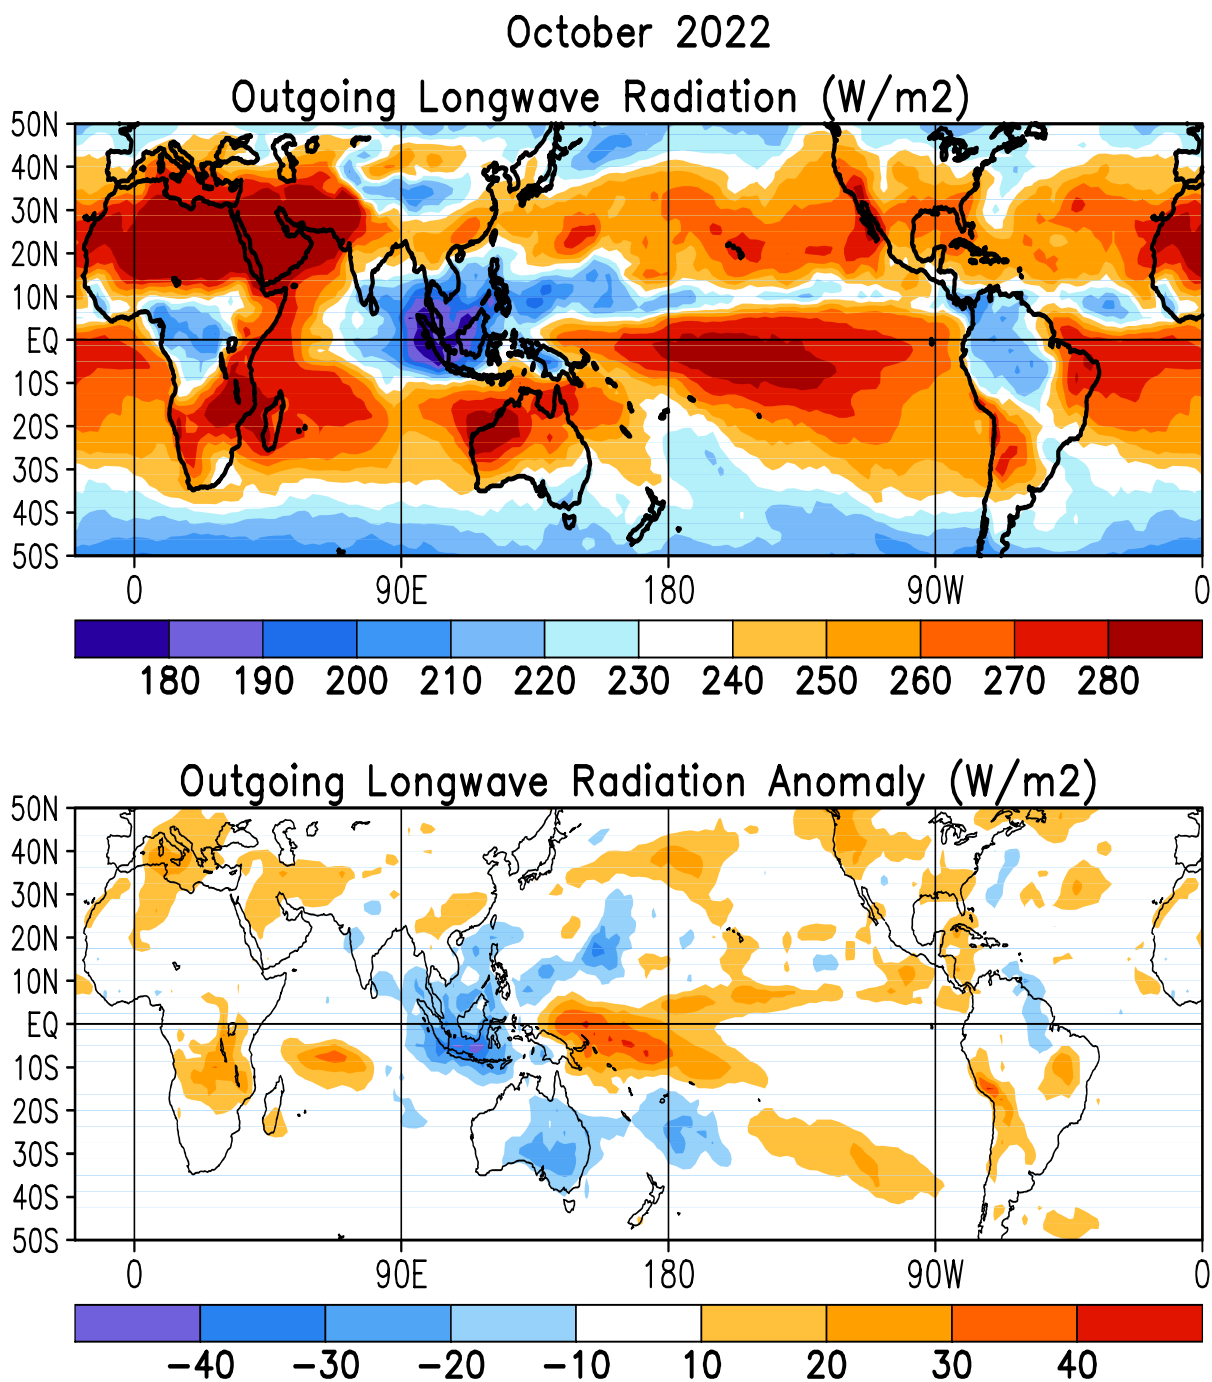 October 2022
Outgoing Longwave Radiation (W/m2)
50N
40N
30N
20N
10N
EQ
10S
20S
30S
40S
50S
0 90E 180 90W 0
180 190 200 210 220 230 240 250 260 270 280
Outgoing Longwave Radiation Anomaly (W/m2)
50N
40N
30N
20N
10N
EQ
10S
20S
30S
40S
50S
0 90E 180 90W 0
−40 −30 −20 −10 10 20 30 40